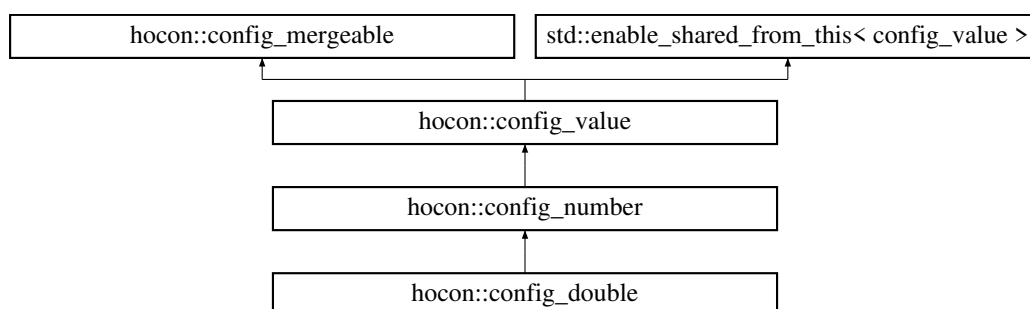 hocon::config_mergeable
std::enable_shared_from_this< config_value >
hocon::config_value
hocon::config_number
hocon::config_double